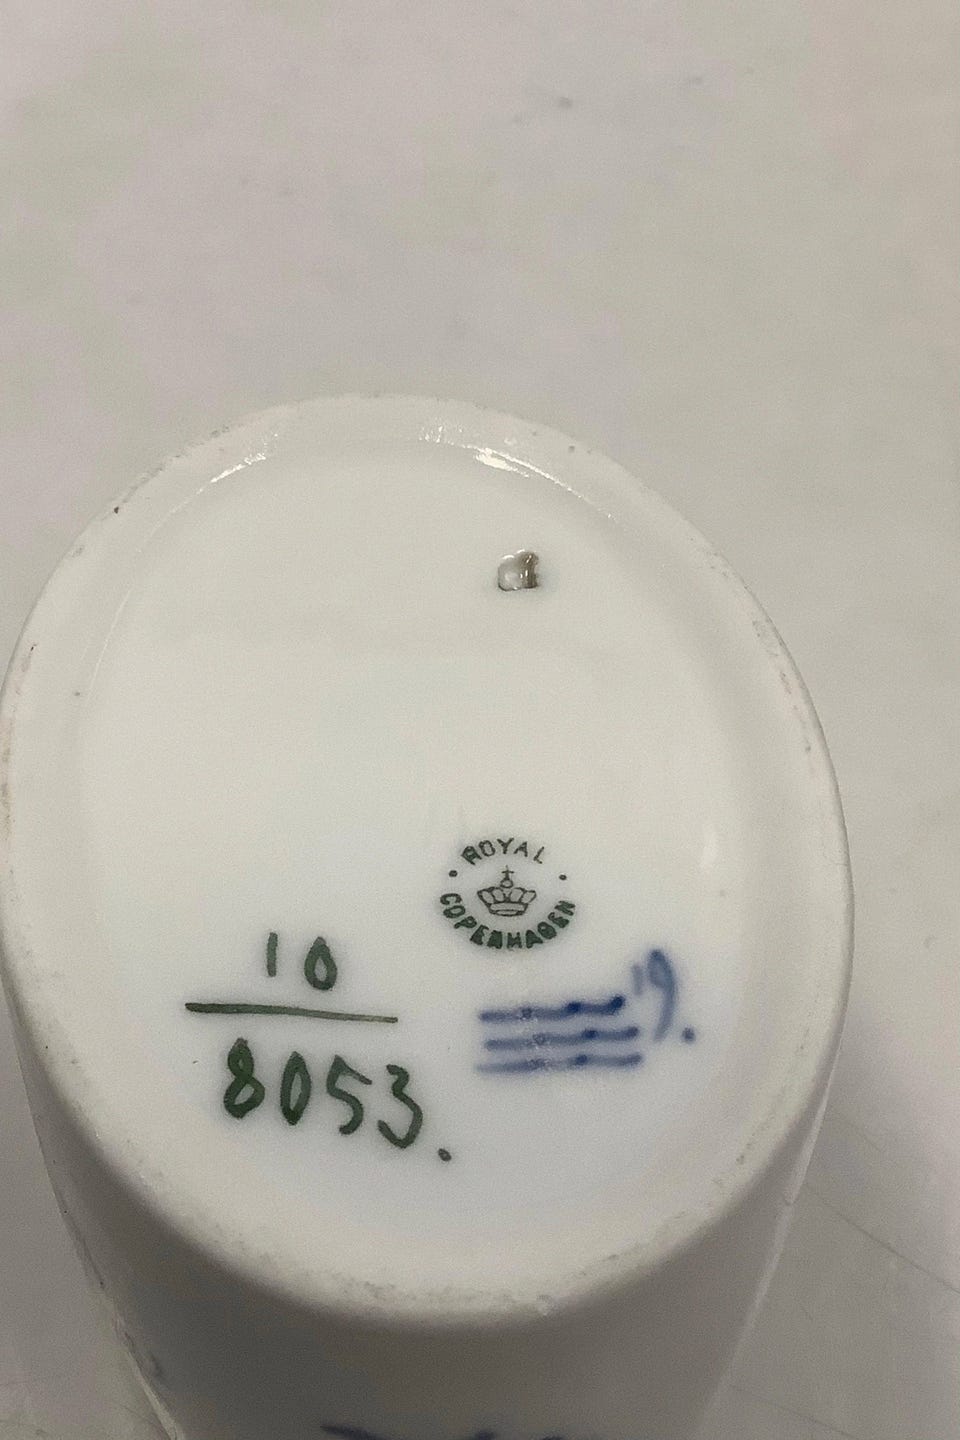 a
ROYAL
COPENHAGEN
10
8053.
19.